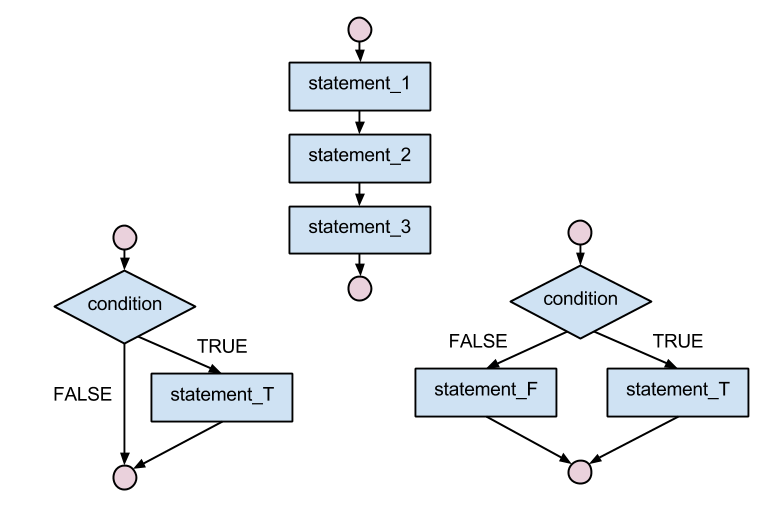 statement_1
statement_2
statement_3
condition
TRUE
FALSE
statement_T
condition
FALSE
TRUE
statement_F
statement_T